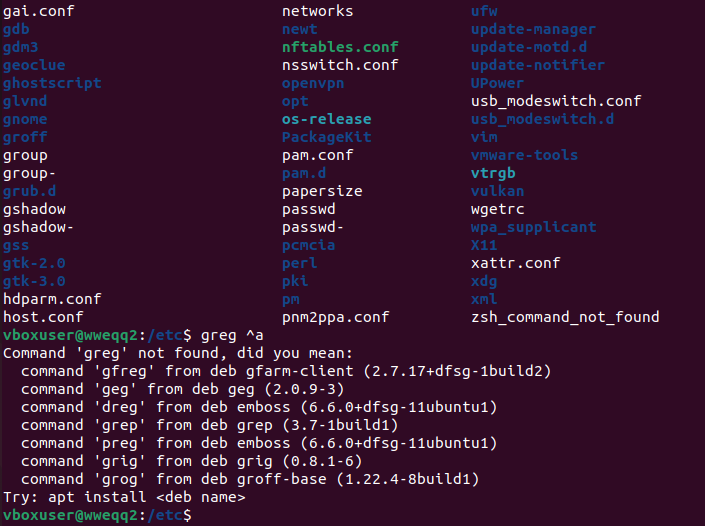 gai.conf networks ufw
gdb newt update-manager
gdm3 nftables.conf update-motd.d
geoclue nsswitch.conf update-notifier
ghostscript openvpn UPower
glvnd opt usb_modeswitch.conf
gnome os-release usb_modeswitch.d
groff PackageKit vim
group pam.conf vmware-tools
group- pam.d vtrgb
grub.d papersize vulkan
gshadow passwd wgetrc
gshadow- passwd- wpa_supplicant
gss pcmcia X11
gtk-2.0 perl xattr.conf
gtk-3.0 pki xdg
hdparm.conf pm xml
host.conf pnm2ppa.conf zsh_command_not_found
vboxuser@wweqq2:/etc$ greg ^a
Command 'greg' not found, did you mean:
  command 'gfreg' from deb gfarm-client (2.7.17+dfsg-1build2)
  command 'geg' from deb geg (2.0.9-3)
  command 'dreg' from deb emboss (6.6.0+dfsg-11ubuntu1)
  command 'grep' from deb grep (3.7-1build1)
  command 'preg' from deb emboss (6.6.0+dfsg-11ubuntu1)
  command 'grig' from deb grig (0.8.1-6)
  command 'grog' from deb groff-base (1.22.4-8build1)
Try: apt install <deb name>
vboxuser@wweqq2:/etc$